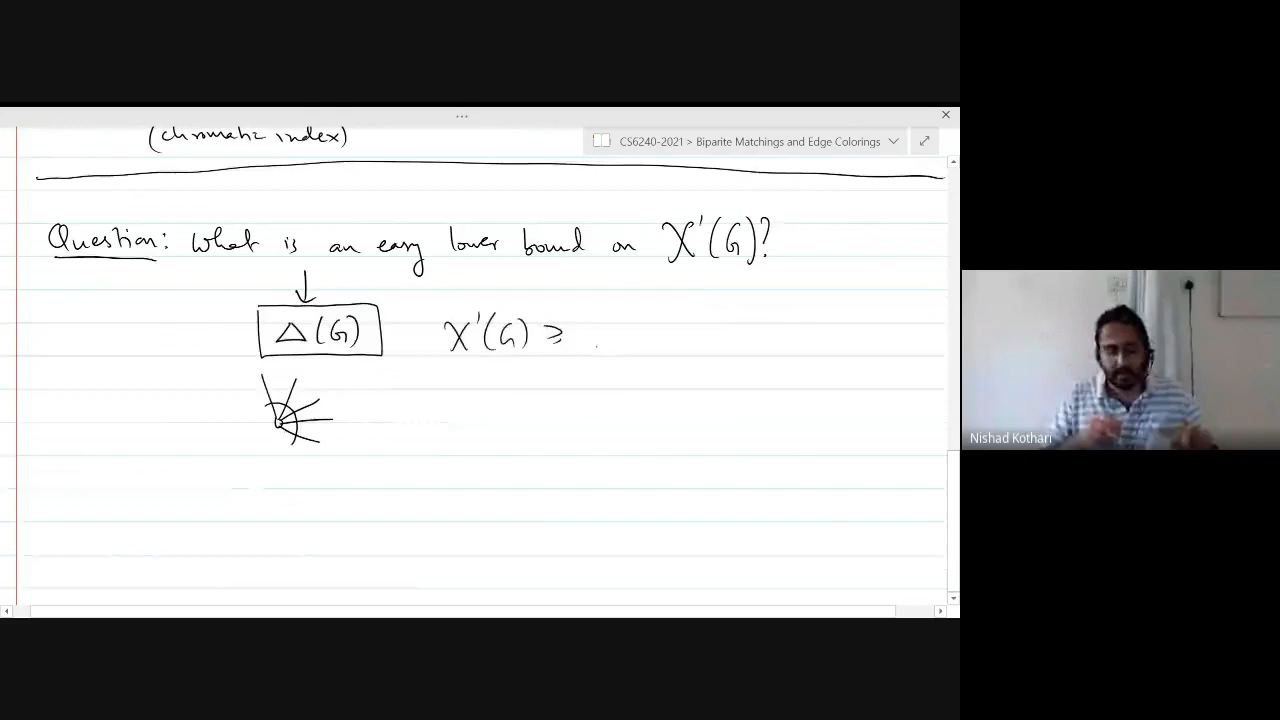 (chromatic index)
CS6240-2021 > Biparite Matchings and Edge Colorings
Question: What is an easy lower bound on χ'(G)?
Δ(G) χ'(G) ≥
Nishad Kothari